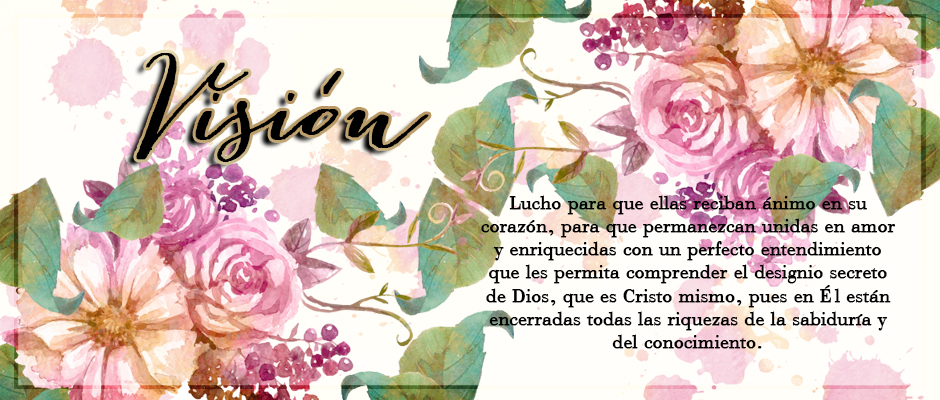 Visión
Lucho para que ellas reciban ánimo en su
corazón, para que permanezcan unidas en amor
y enriquecidas con un perfecto entendimiento
que les permita comprender el designio secreto
de Dios, que es Cristo mismo, pues en Él están
encerradas todas las riquezas de la sabiduría y
del conocimiento.